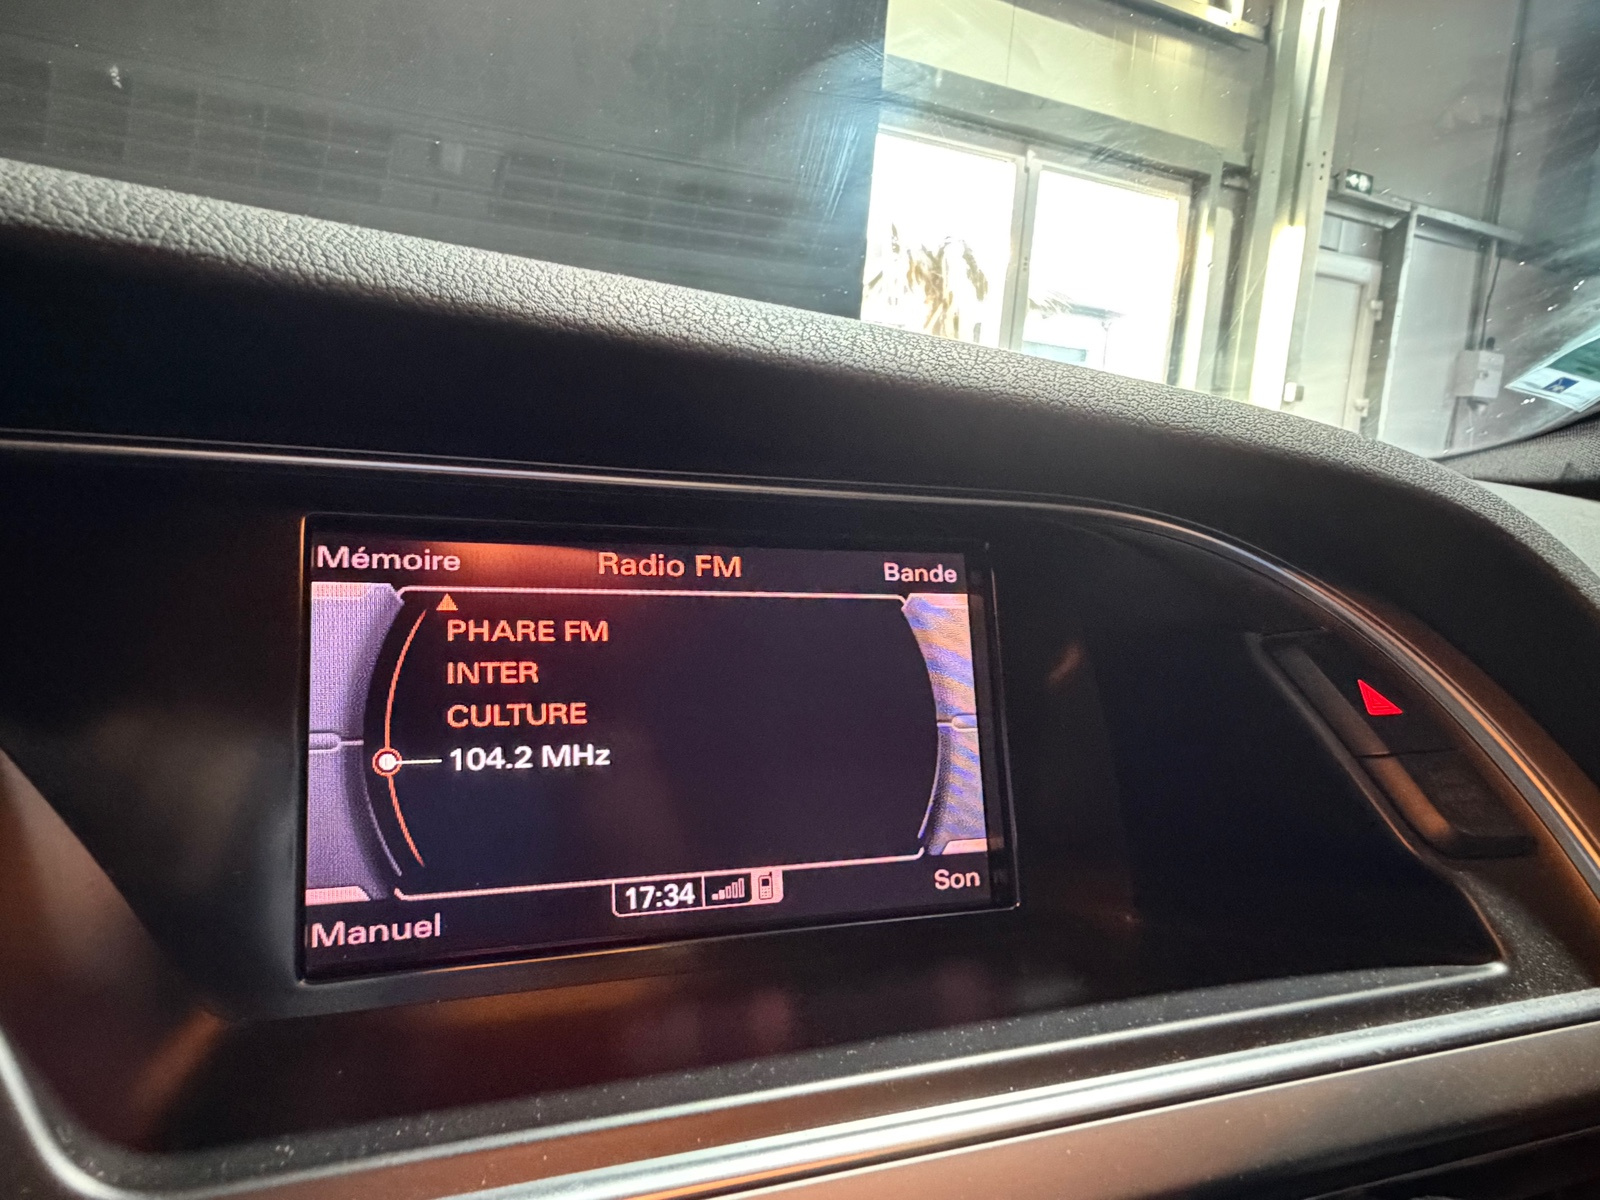 Mémoire
Radio FM
Bande
PHARE FM
INTER
CULTURE
104.2 MHz
17:34
Son
Manuel